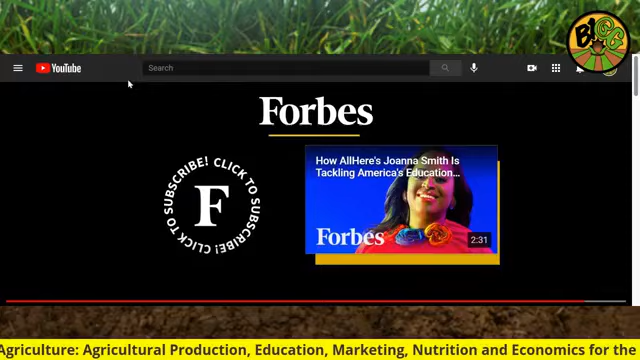 BIGG
YouTube
Search
Forbes
CLICK TO SUBSCRIBE! CLICK TO SUBSCRIBE!
F
How AllHere's Joanna Smith Is
Tackling America's Education...
Forbes
2:31
Agriculture: Agricultural Production, Education, Marketing, Nutrition and Economics for the